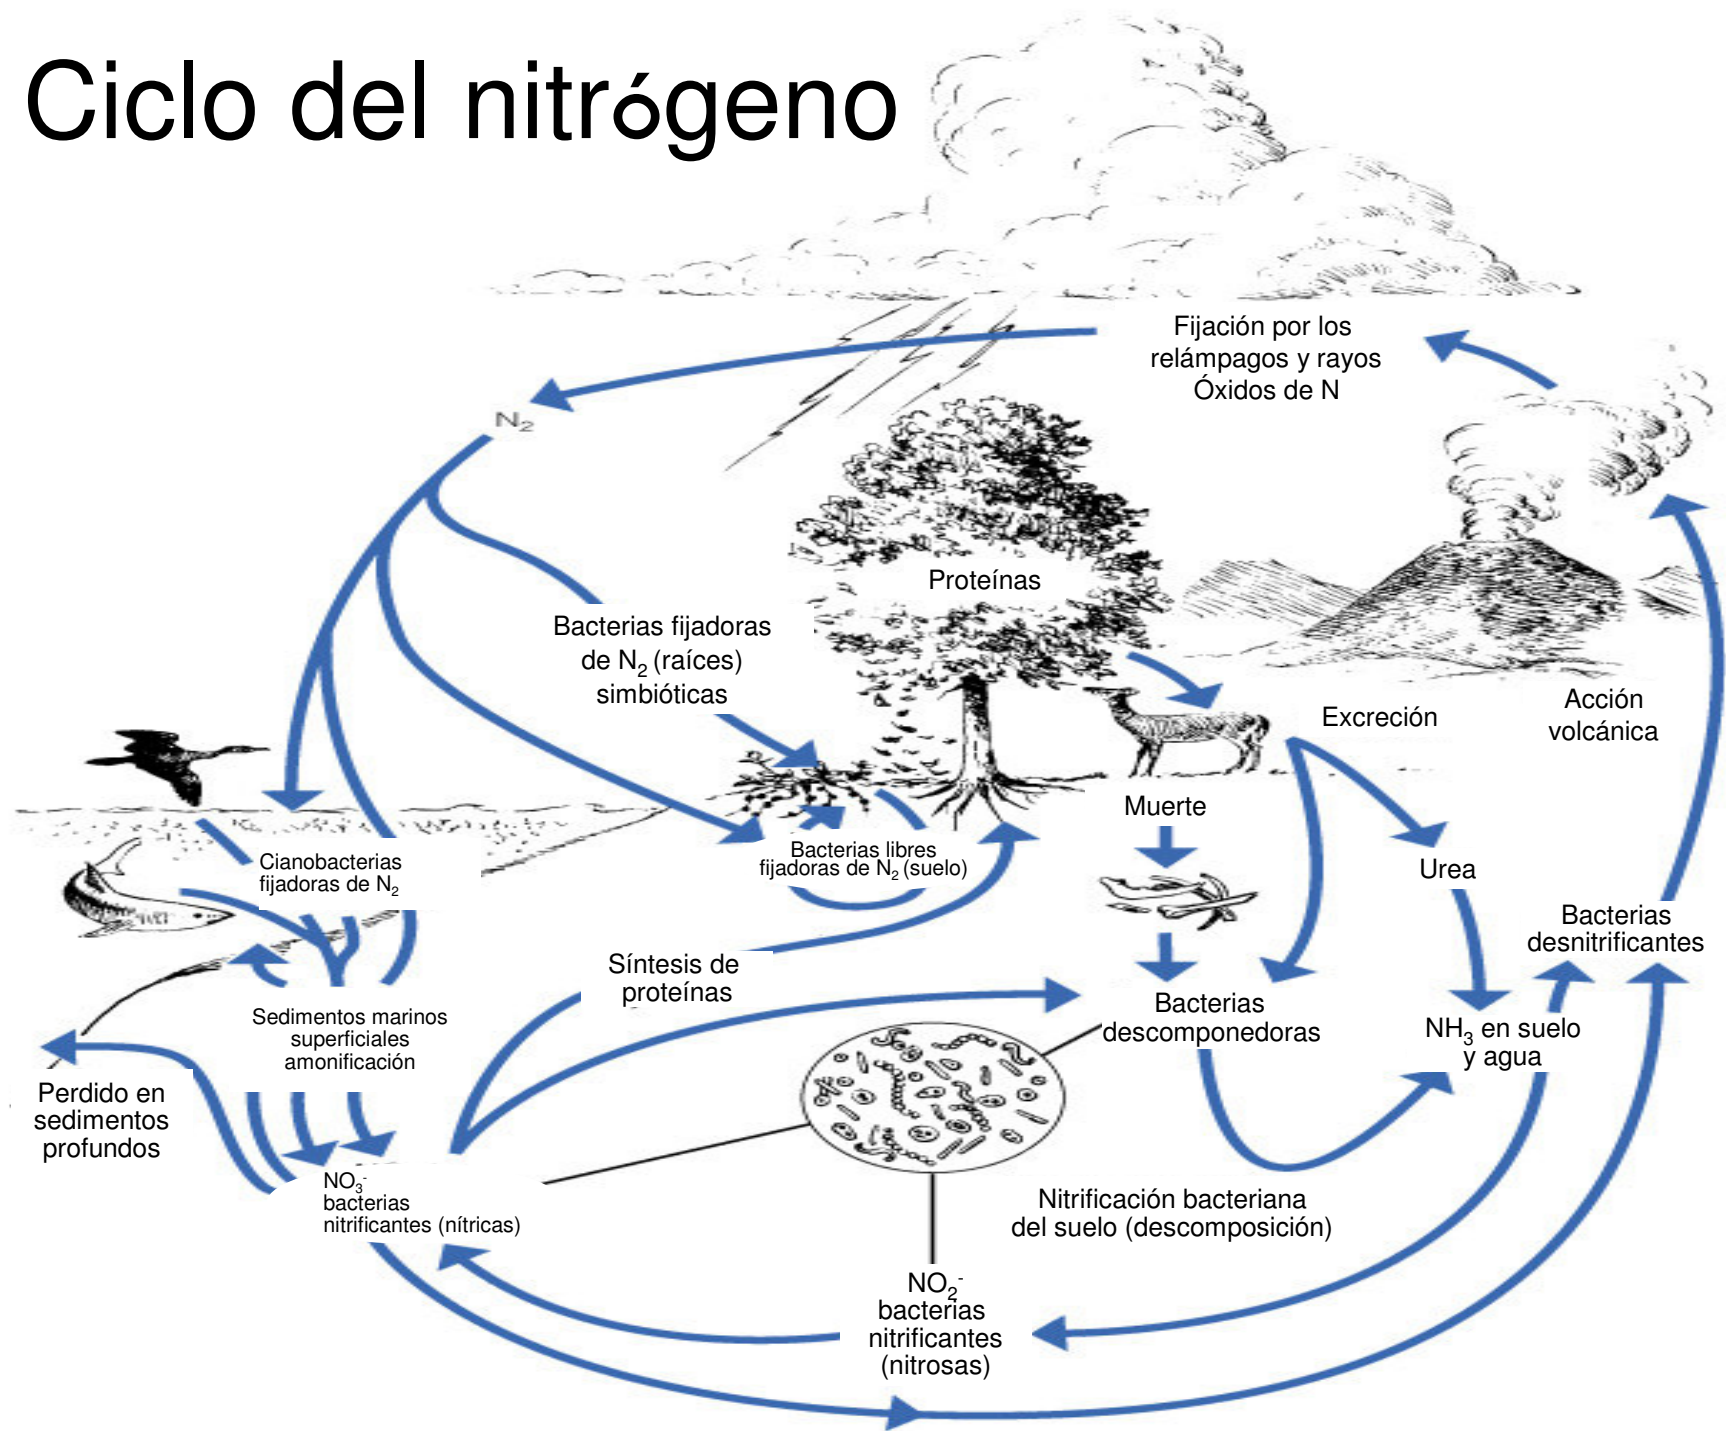 Ciclo del nitrógeno
Fijación por los
relámpagos y rayos
Óxidos de N
N₂
Proteínas
Bacterias fijadoras
de N₂ (raíces)
simbióticas
Excreción
Acción
volcánica
Muerte
Urea
Cianobacterias
fijadoras de N₂
Bacterias libres
fijadoras de N₂ (suelo)
Bacterias
desnitrificantes
Síntesis de
proteínas
Bacterias
descomponedoras
NH₃ en suelo
y agua
Sedimentos marinos
superficiales
amonificación
Perdido en
sedimentos
profundos
NO₃⁻
bacterias
nitrificantes (nítricas)
Nitrificación bacteriana
del suelo (descomposición)
NO₂⁻
bacterias
nitrificantes
(nitrosas)